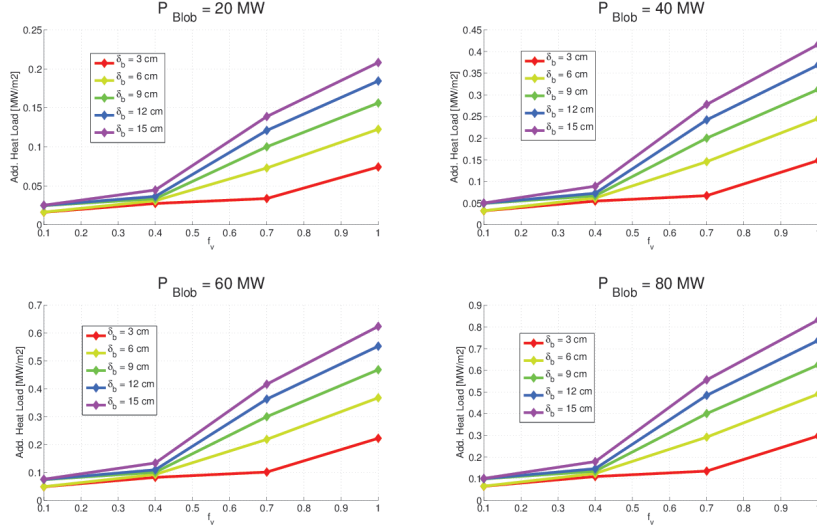 P Blob = 20 MW
Add. Heat Load [MW/m2]
0.25
0.2
0.15
0.1
0.05
0
δb = 3 cm
δb = 6 cm
δb = 9 cm
δb = 12 cm
δb = 15 cm
0.1 0.2 0.3 0.4 0.5 0.6 0.7 0.8 0.9 1
fv
P Blob = 40 MW
Add. Heat Load [MW/m2]
0.45
0.4
0.35
0.3
0.25
0.2
0.15
0.1
0.05
0
δb = 3 cm
δb = 6 cm
δb = 9 cm
δb = 12 cm
δb = 15 cm
0.1 0.2 0.3 0.4 0.5 0.6 0.7 0.8 0.9 1
fv
P Blob = 60 MW
Add. Heat Load [MW/m2]
0.7
0.6
0.5
0.4
0.3
0.2
0.1
0
δb = 3 cm
δb = 6 cm
δb = 9 cm
δb = 12 cm
δb = 15 cm
0.1 0.2 0.3 0.4 0.5 0.6 0.7 0.8 0.9 1
fv
P Blob = 80 MW
Add. Heat Load [MW/m2]
0.9
0.8
0.7
0.6
0.5
0.4
0.3
0.2
0.1
0
δb = 3 cm
δb = 6 cm
δb = 9 cm
δb = 12 cm
δb = 15 cm
0.1 0.2 0.3 0.4 0.5 0.6 0.7 0.8 0.9 1
fv